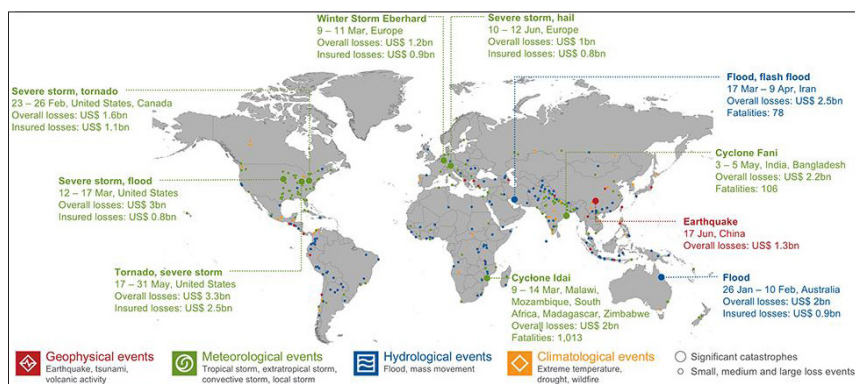 Winter Storm Eberhard
9 – 11 Mar, Europe
Overall losses: US$ 1.2bn
Insured losses: US$ 0.9bn
Severe storm, hail
10 – 12 Jun, Europe
Overall losses: US$ 1bn
Insured losses: US$ 0.8bn
Severe storm, tornado
23 – 26 Feb, United States, Canada
Overall losses: US$ 1.6bn
Insured losses: US$ 1.1bn
Flood, flash flood
17 Mar – 9 Apr, Iran
Overall losses: US$ 2.5bn
Fatalities: 78
Cyclone Fani
3 – 5 May, India, Bangladesh
Overall losses: US$ 2.2bn
Fatalities: 106
Severe storm, flood
12 – 17 Mar, United States
Overall losses: US$ 3bn
Insured losses: US$ 0.8bn
Earthquake
17 Jun, China
Overall losses: US$ 1.3bn
Tornado, severe storm
17 – 31 May, United States
Overall losses: US$ 3.3bn
Insured losses: US$ 2.5bn
Cyclone Idai
9 – 14 Mar, Malawi,
Mozambique, South
Africa, Madagascar, Zimbabwe
Overall losses: US$ 2bn
Fatalities: 1,013
Flood
26 Jan – 10 Feb, Australia
Overall losses: US$ 2bn
Insured losses: US$ 0.9bn
Geophysical events
Earthquake, tsunami,
volcanic activity
Meteorological events
Tropical storm, extratropical storm,
convective storm, local storm
Hydrological events
Flood, mass movement
Climatological events
Extreme temperature,
drought, wildfire
Significant catastrophes
Small, medium and large loss events